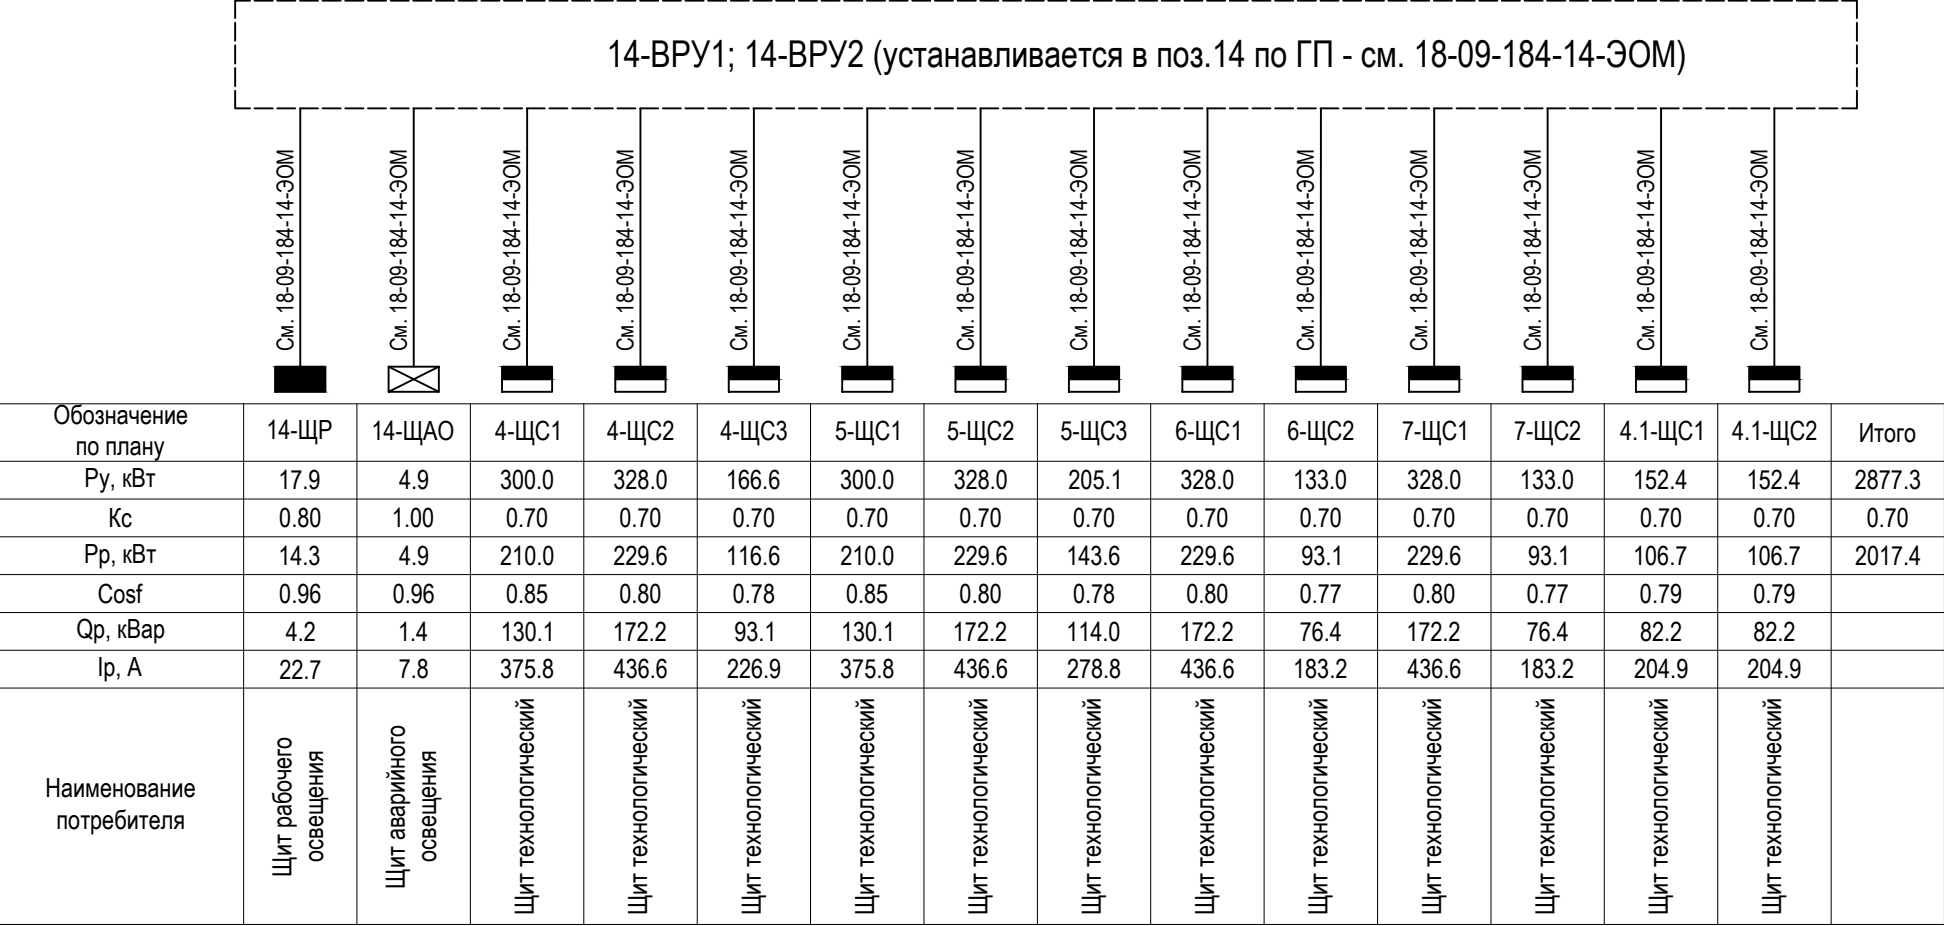 14-ВРУ1; 14-ВРУ2 (устанавливается в поз.14 по ГП - см. 18-09-184-14-ЭОМ)
См. 18-09-184-14-ЭОМ
См. 18-09-184-14-ЭОМ
См. 18-09-184-14-ЭОМ
См. 18-09-184-14-ЭОМ
См. 18-09-184-14-ЭОМ
См. 18-09-184-14-ЭОМ
См. 18-09-184-14-ЭОМ
См. 18-09-184-14-ЭОМ
См. 18-09-184-14-ЭОМ
См. 18-09-184-14-ЭОМ
См. 18-09-184-14-ЭОМ
См. 18-09-184-14-ЭОМ
См. 18-09-184-14-ЭОМ
См. 18-09-184-14-ЭОМ
Обозначение
по плану
14-ЩР 14-ЩАО 4-ЩС1 4-ЩС2 4-ЩС3 5-ЩС1 5-ЩС2 5-ЩС3 6-ЩС1 6-ЩС2 7-ЩС1 7-ЩС2 4.1-ЩС1 4.1-ЩС2 Итого
Ру, кВт 17.9 4.9 300.0 328.0 166.6 300.0 328.0 205.1 328.0 133.0 328.0 133.0 152.4 152.4 2877.3
Кс 0.80 1.00 0.70 0.70 0.70 0.70 0.70 0.70 0.70 0.70 0.70 0.70 0.70 0.70 0.70
Рр, кВт 14.3 4.9 210.0 229.6 116.6 210.0 229.6 143.6 229.6 93.1 229.6 93.1 106.7 106.7 2017.4
Cosf 0.96 0.96 0.85 0.80 0.78 0.85 0.80 0.78 0.80 0.77 0.80 0.77 0.79 0.79
Qр, кВар 4.2 1.4 130.1 172.2 93.1 130.1 172.2 114.0 172.2 76.4 172.2 76.4 82.2 82.2
Iр, А 22.7 7.8 375.8 436.6 226.9 375.8 436.6 278.8 436.6 183.2 436.6 183.2 204.9 204.9
Наименование
потребителя
Щит рабочего
освещения
Щит аварийного
освещения
Щит технологический
Щит технологический
Щит технологический
Щит технологический
Щит технологический
Щит технологический
Щит технологический
Щит технологический
Щит технологический
Щит технологический
Щит технологический
Щит технологический